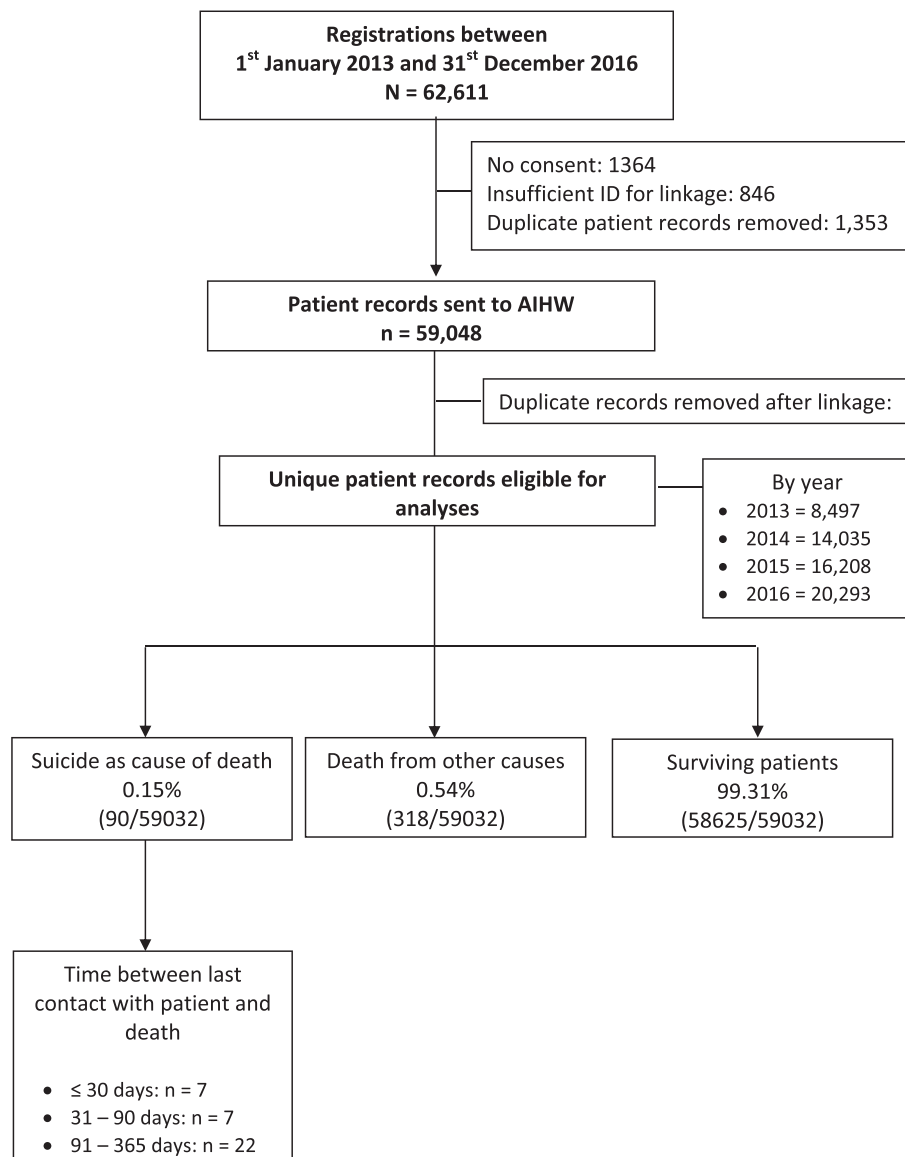 Registrations between
1st January 2013 and 31st December 2016
N = 62,611
No consent: 1364
Insufficient ID for linkage: 846
Duplicate patient records removed: 1,353
Patient records sent to AIHW
n = 59,048
Duplicate records removed after linkage:
Unique patient records eligible for
analyses
By year
• 2013 = 8,497
• 2014 = 14,035
• 2015 = 16,208
• 2016 = 20,293
Suicide as cause of death
0.15%
(90/59032)
Death from other causes
0.54%
(318/59032)
Surviving patients
99.31%
(58625/59032)
Time between last
contact with patient and
death
• ≤ 30 days: n = 7
• 31 – 90 days: n = 7
• 91 – 365 days: n = 22